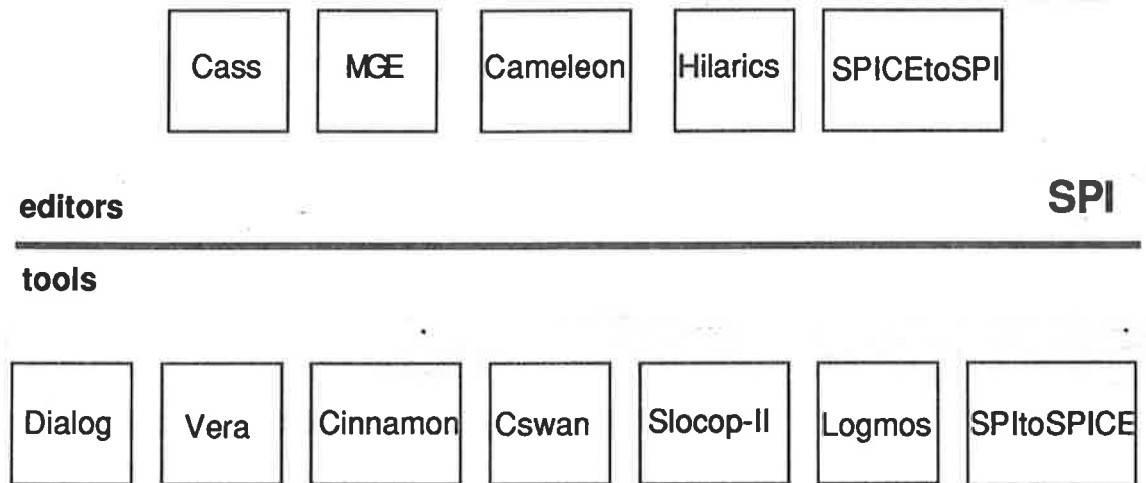 Cass MGE Cameleon Hilarics SPICEtoSPI
editors SPI
tools
Dialog Vera Cinnamon Cswan Slocop-II Logmos SPItoSPICE